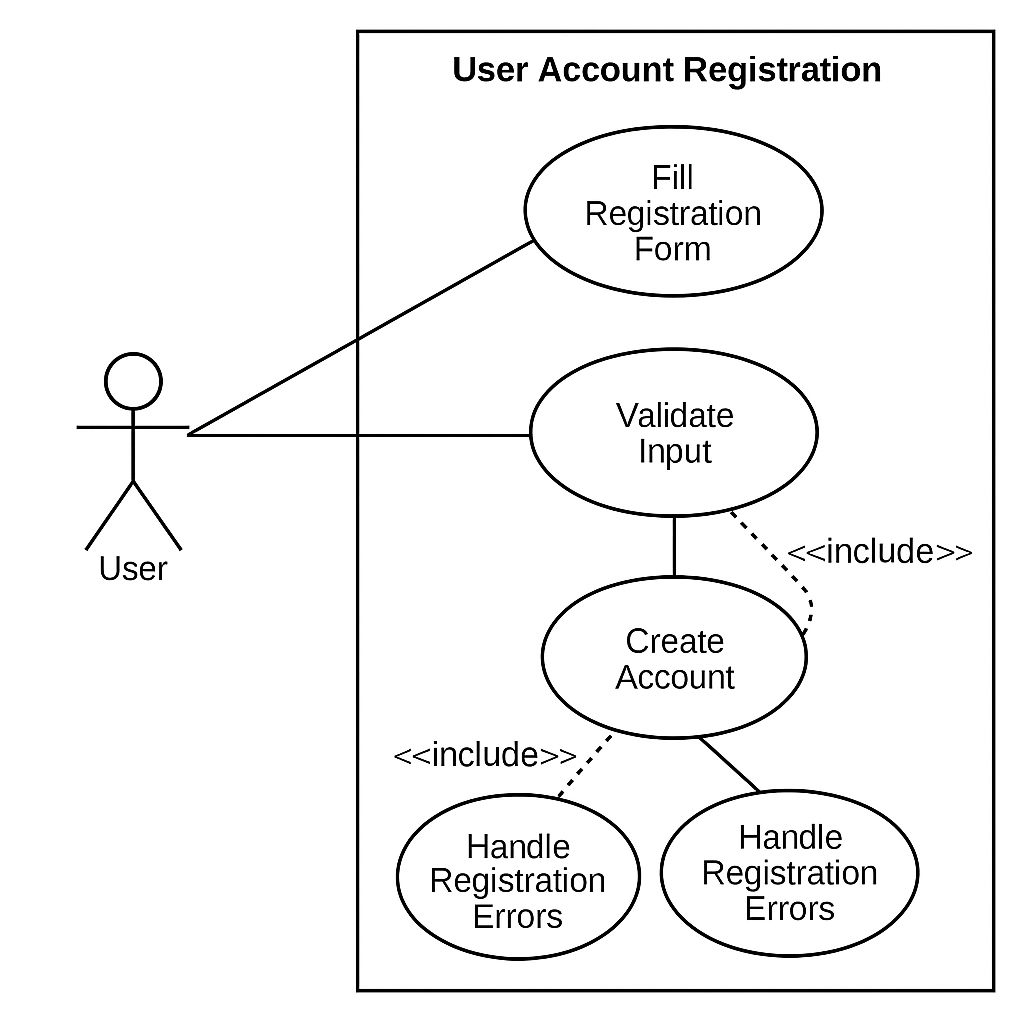 User Account Registration
Fill
Registration
Form
Validate
Input
<<include>>
User
Create
Account
<<include>>
Handle
Registration
Errors
Handle
Registration
Errors